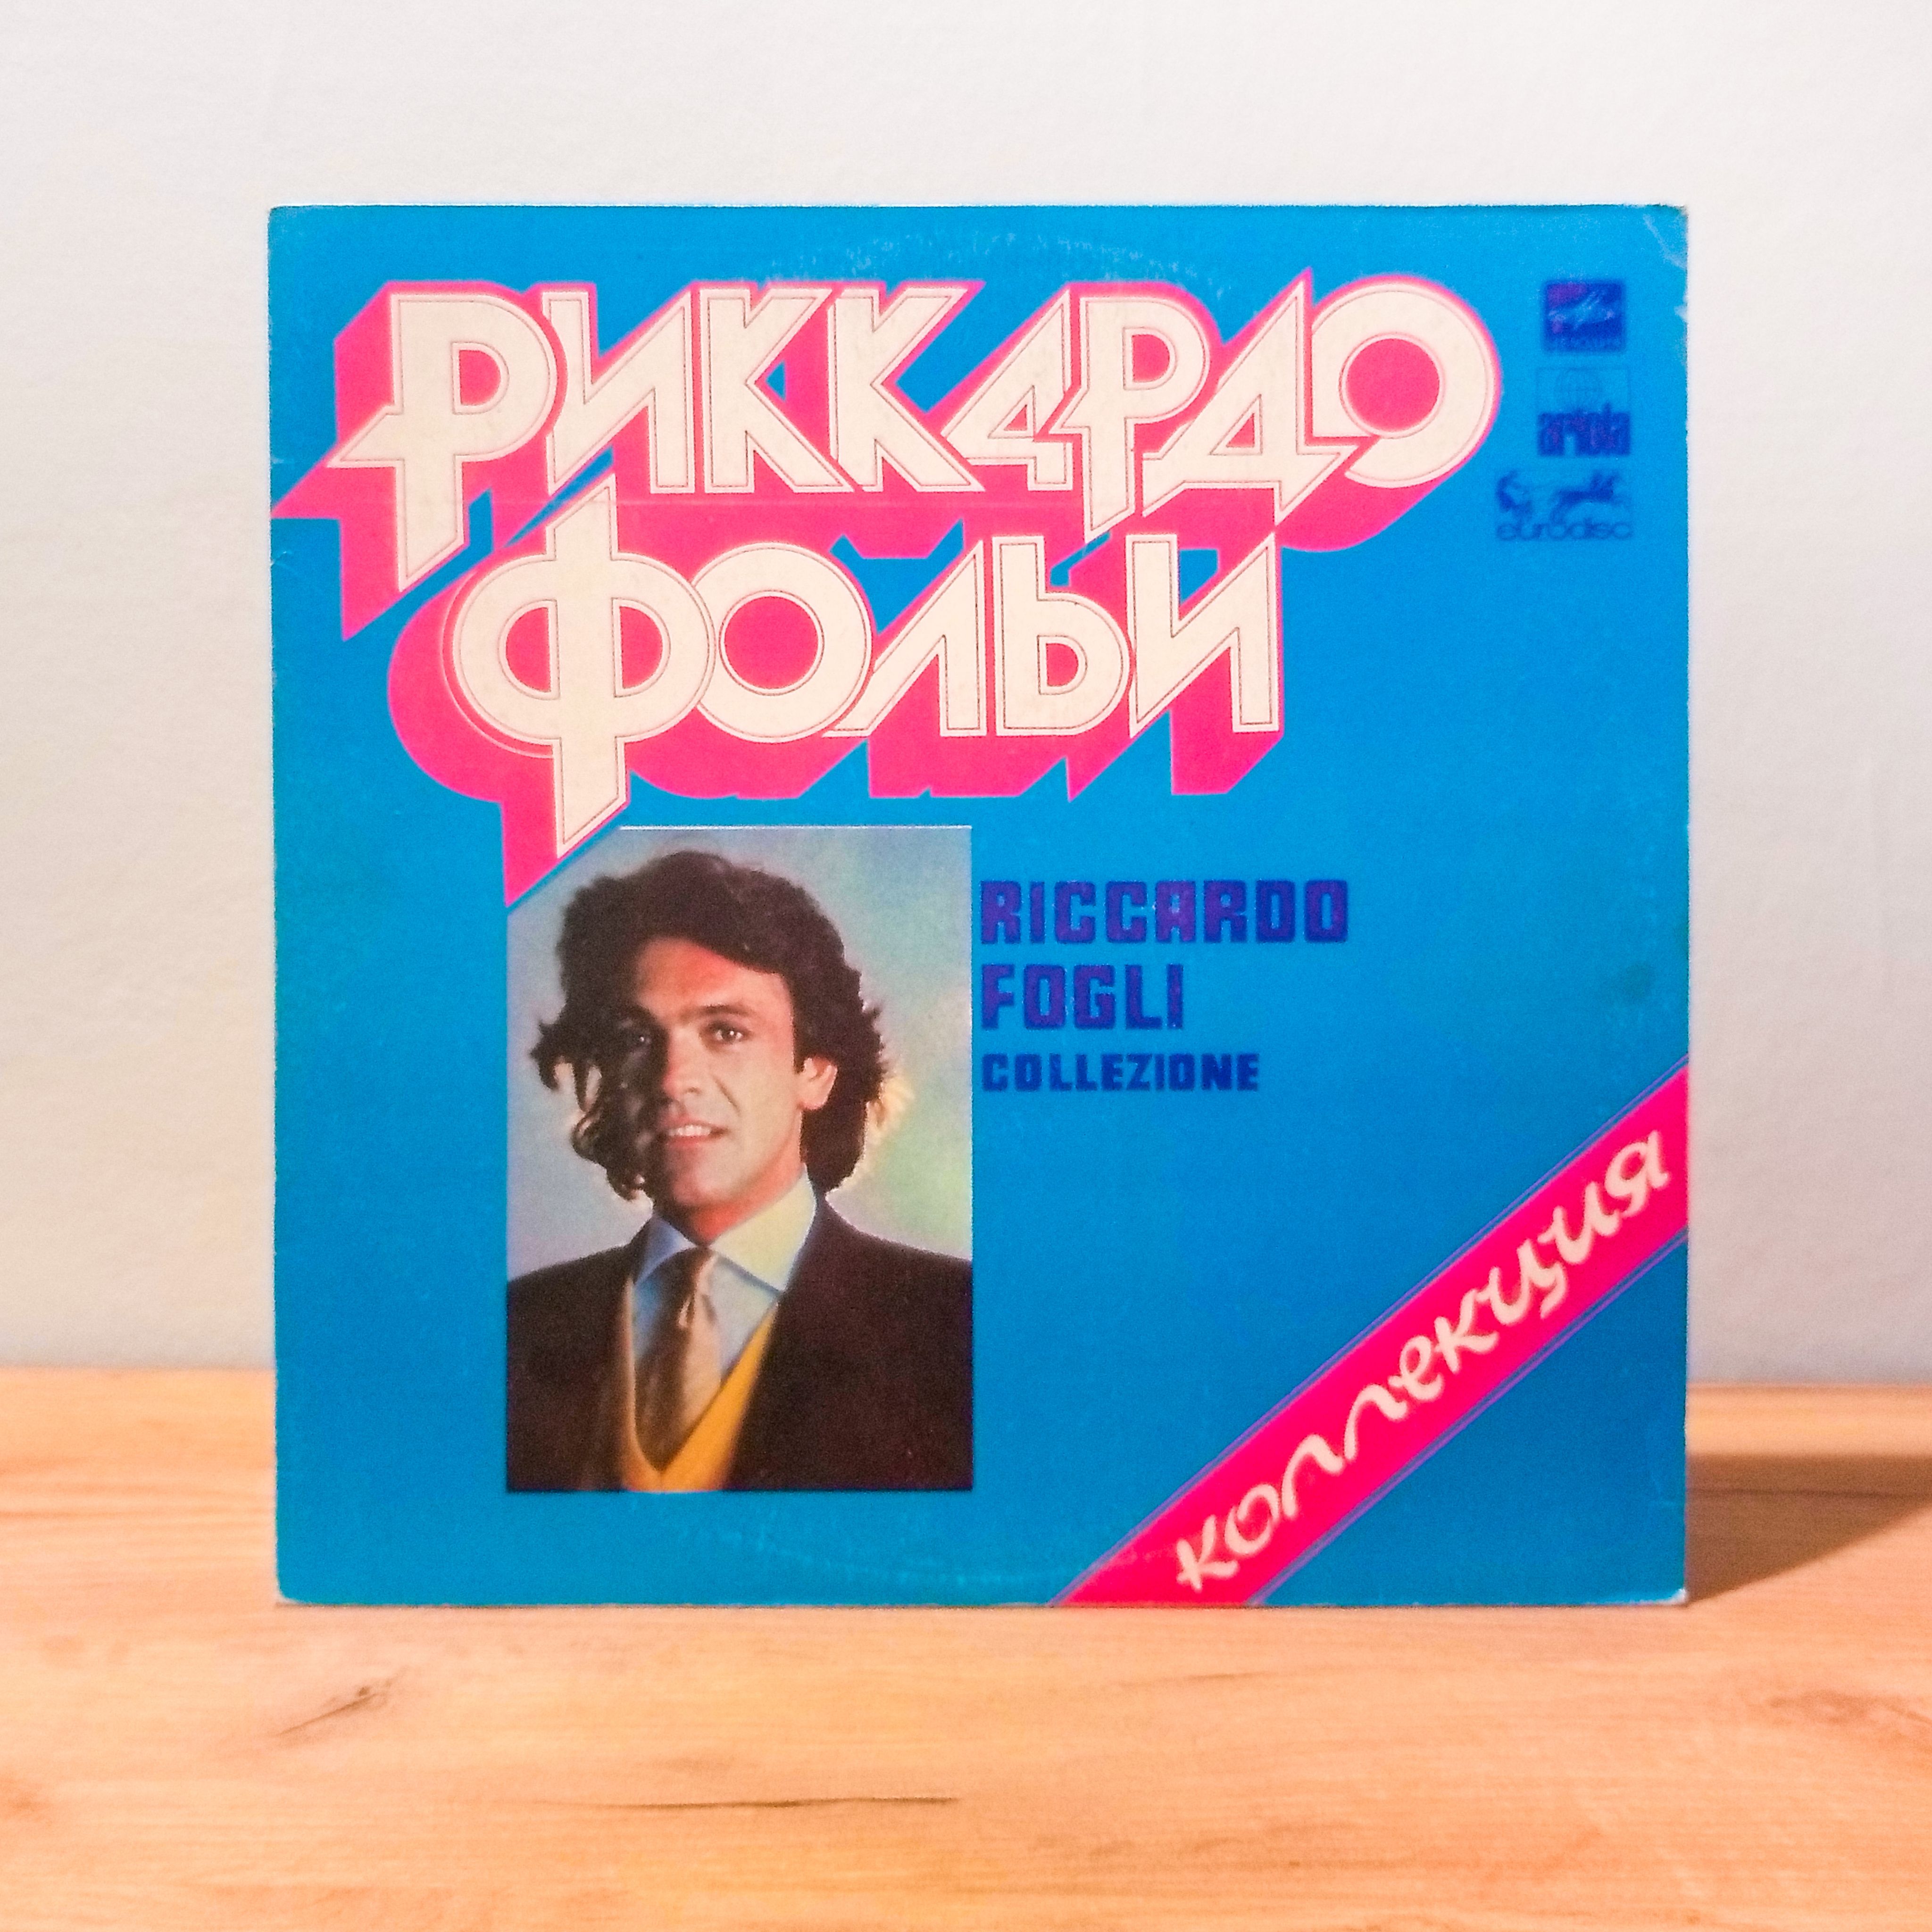 РИККАРДО
ФОЛЬИ
ariola
eurodisc
RICCARDO
FOGLI
COLLEZIONE
коллекция